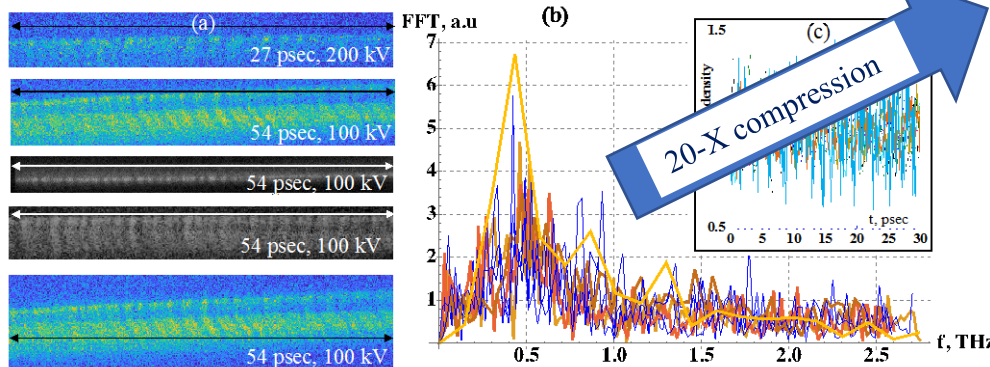 (a)
27 psec, 200 kV
54 psec, 100 kV
54 psec, 100 kV
54 psec, 100 kV
54 psec, 100 kV
FFT, a.u
(b)
7
6
5
4
3
2
1
0.5
1.0
1.5
2.0
2.5
f, THz
(c)
1.5
density
0.5
t, psec
0
5
10
15
20
25
30
20-X compression